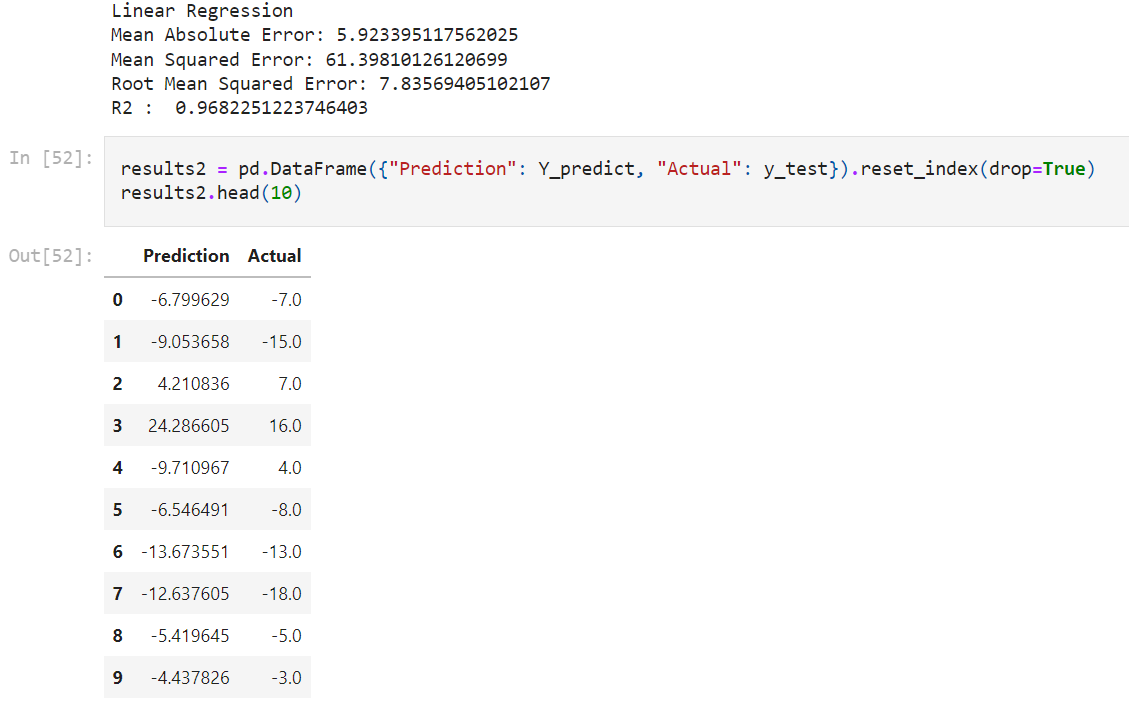 Linear Regression
Mean Absolute Error: 5.923395117562025
Mean Squared Error: 61.39810126120699
Root Mean Squared Error: 7.83569405102107
R2 :  0.9682251223746403
In [52]:
results2 = pd.DataFrame({"Prediction": Y_predict, "Actual": y_test}).reset_index(drop=True)
results2.head(10)
Out[52]:
Prediction Actual
0 -6.799629 -7.0
1 -9.053658 -15.0
2 4.210836 7.0
3 24.286605 16.0
4 -9.710967 4.0
5 -6.546491 -8.0
6 -13.673551 -13.0
7 -12.637605 -18.0
8 -5.419645 -5.0
9 -4.437826 -3.0